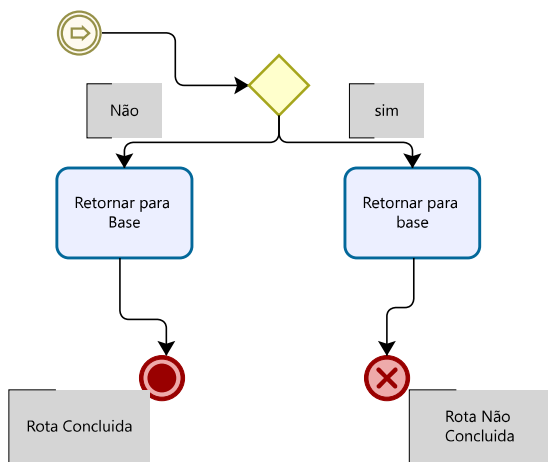 Não
sim
Retornar para
Base
Retornar para
base
Rota Concluida
Rota Não
Concluida